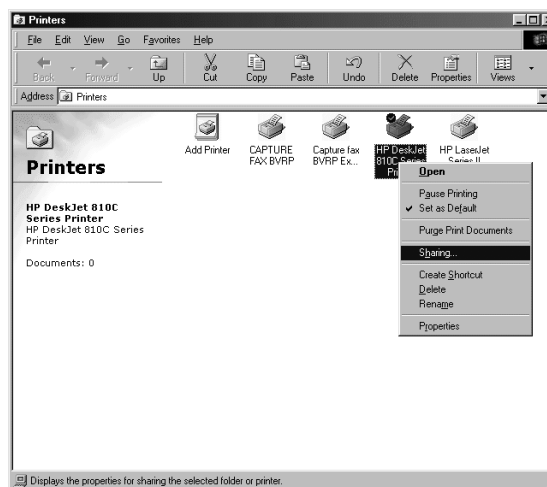 Printers
File Edit View Go Favorites Help
Back Forward Up Cut Copy Paste Undo Delete Properties Views
Address Printers
Printers
HP DeskJet 810C
Series Printer
HP DeskJet 810C Series
Printer
Documents: 0
Add Printer
CAPTURE
FAX BVRP
Capture fax
BVRP Ex...
HP DeskJet
810C Series
HP LaserJet
Series II
Open
Pause Printing
Set as Default
Purge Print Documents
Sharing...
Create Shortcut
Delete
Rename
Properties
Displays the properties for sharing the selected folder or printer.